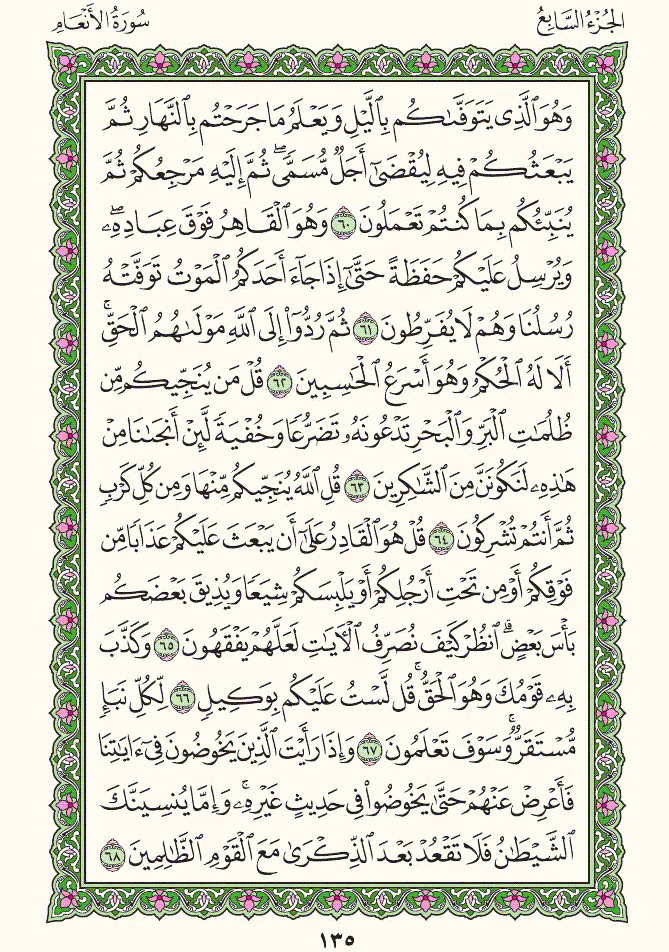 الجُزْءُ السَّابِعُ
سُورَةُ الأَنْعَامِ
وَهُوَ ٱلَّذِى يَتَوَفَّىٰكُم بِٱلَّيْلِ وَيَعْلَمُ مَا جَرَحْتُم بِٱلنَّهَارِ ثُمَّ
يَبْعَثُكُمْ فِيهِ لِيُقْضَىٰٓ أَجَلٌ مُّسَمًّى ۖ ثُمَّ إِلَيْهِ مَرْجِعُكُمْ ثُمَّ
يُنَبِّئُكُم بِمَا كُنتُمْ تَعْمَلُونَ ٦٠ وَهُوَ ٱلْقَاهِرُ فَوْقَ عِبَادِهِۦ ۖ
وَيُرْسِلُ عَلَيْكُمْ حَفَظَةً حَتَّىٰٓ إِذَا جَآءَ أَحَدَكُمُ ٱلْمَوْتُ تَوَفَّتْهُ
رُسُلُنَا وَهُمْ لَا يُفَرِّطُونَ ٦١ ثُمَّ رُدُّوٓا۟ إِلَى ٱللَّهِ مَوْلَىٰهُمُ ٱلْحَقِّ ۚ
أَلَا لَهُ ٱلْحُكْمُ وَهُوَ أَسْرَعُ ٱلْحَـٰسِبِينَ ٦٢ قُلْ مَن يُنَجِّيكُم مِّن
ظُلُمَـٰتِ ٱلْبَرِّ وَٱلْبَحْرِ تَدْعُونَهُۥ تَضَرُّعًا وَخُفْيَةً لَّئِنْ أَنجَىٰنَا مِنْ
هَـٰذِهِۦ لَنَكُونَنَّ مِنَ ٱلشَّـٰكِرِينَ ٦٣ قُلِ ٱللَّهُ يُنَجِّيكُم مِّنْهَا وَمِن كُلِّ كَرْبٍ
ثُمَّ أَنتُمْ تُشْرِكُونَ ٦٤ قُلْ هُوَ ٱلْقَادِرُ عَلَىٰٓ أَن يَبْعَثَ عَلَيْكُمْ عَذَابًا مِّن
فَوْقِكُمْ أَوْ مِن تَحْتِ أَرْجُلِكُمْ أَوْ يَلْبِسَكُمْ شِيَعًا وَيُذِيقَ بَعْضَكُم
بَأْسَ بَعْضٍ ۗ ٱنظُرْ كَيْفَ نُصَرِّفُ ٱلْـَٔايَـٰتِ لَعَلَّهُمْ يَفْقَهُونَ ٦٥ وَكَذَّبَ
بِهِۦ قَوْمُكَ وَهُوَ ٱلْحَقُّ ۚ قُل لَّسْتُ عَلَيْكُم بِوَكِيلٍ ٦٦ لِّكُلِّ نَبَإٍ
مُّسْتَقَرٌّ ۚ وَسَوْفَ تَعْلَمُونَ ٦٧ وَإِذَا رَأَيْتَ ٱلَّذِينَ يَخُوضُونَ فِىٓ ءَايَـٰتِنَا
فَأَعْرِضْ عَنْهُمْ حَتَّىٰ يَخُوضُوا۟ فِى حَدِيثٍ غَيْرِهِۦ ۚ وَإِمَّا يُنسِيَنَّكَ
ٱلشَّيْطَـٰنُ فَلَا تَقْعُدْ بَعْدَ ٱلذِّكْرَىٰ مَعَ ٱلْقَوْمِ ٱلظَّـٰلِمِينَ ٦٨
١٣٥